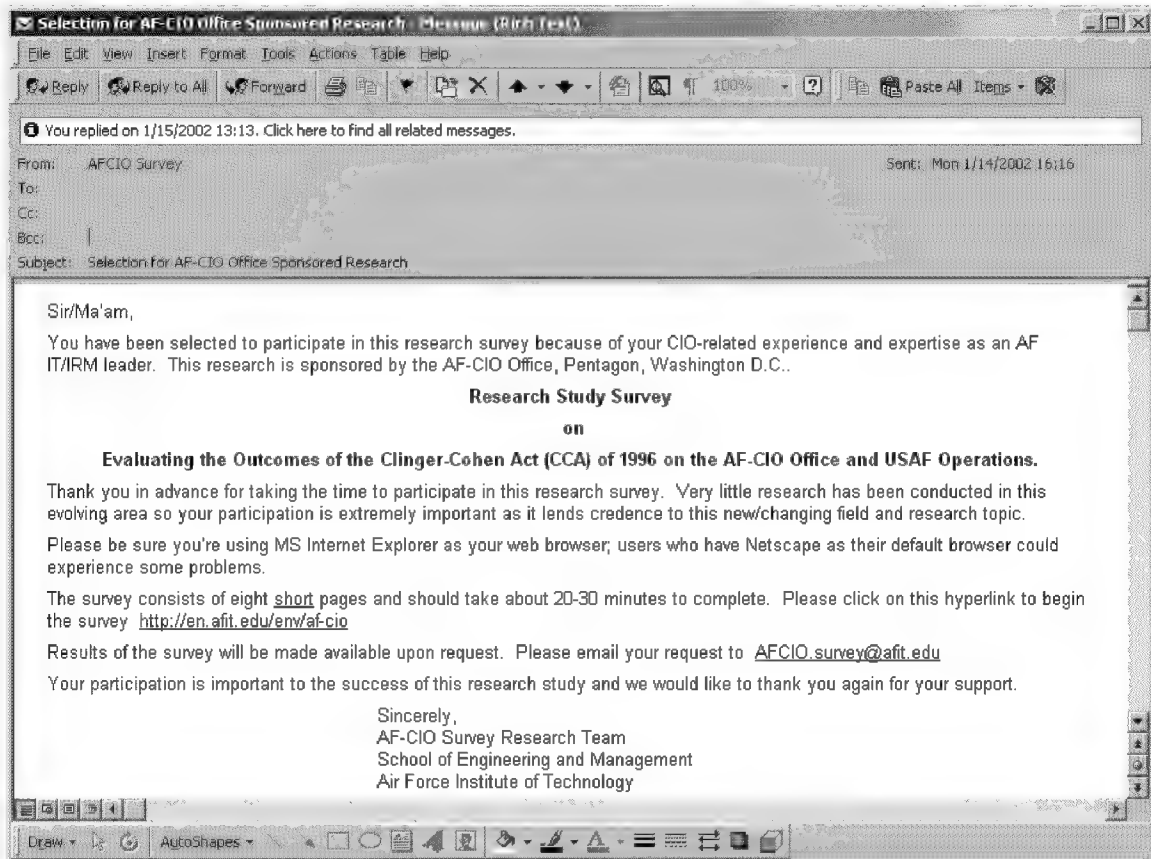 Selection for AF-CIO Office Sponsored Research - Message (Rich Text)
File Edit View Insert Format Tools Actions Table Help
Reply Reply to All Forward 100% Paste All Items
You replied on 1/15/2002 13:13. Click here to find all related messages.
From: AFCIO Survey Sent: Mon 1/14/2002 16:16
To:
Cc:
Bcc:
Subject: Selection for AF-CIO Office Sponsored Research
Sir/Ma'am,
You have been selected to participate in this research survey because of your CIO-related experience and expertise as an AF
IT/IRM leader. This research is sponsored by the AF-CIO Office, Pentagon, Washington D.C..
Research Study Survey
on
Evaluating the Outcomes of the Clinger-Cohen Act (CCA) of 1996 on the AF-CIO Office and USAF Operations.
Thank you in advance for taking the time to participate in this research survey. Very little research has been conducted in this
evolving area so your participation is extremely important as it lends credence to this new/changing field and research topic.
Please be sure you're using MS Internet Explorer as your web browser; users who have Netscape as their default browser could
experience some problems.
The survey consists of eight short pages and should take about 20-30 minutes to complete. Please click on this hyperlink to begin
the survey http://en.afit.edu/env/af-cio
Results of the survey will be made available upon request. Please email your request to AFCIO.survey@afit.edu
Your participation is important to the success of this research study and we would like to thank you again for your support.
Sincerely,
AF-CIO Survey Research Team
School of Engineering and Management
Air Force Institute of Technology
Draw AutoShapes